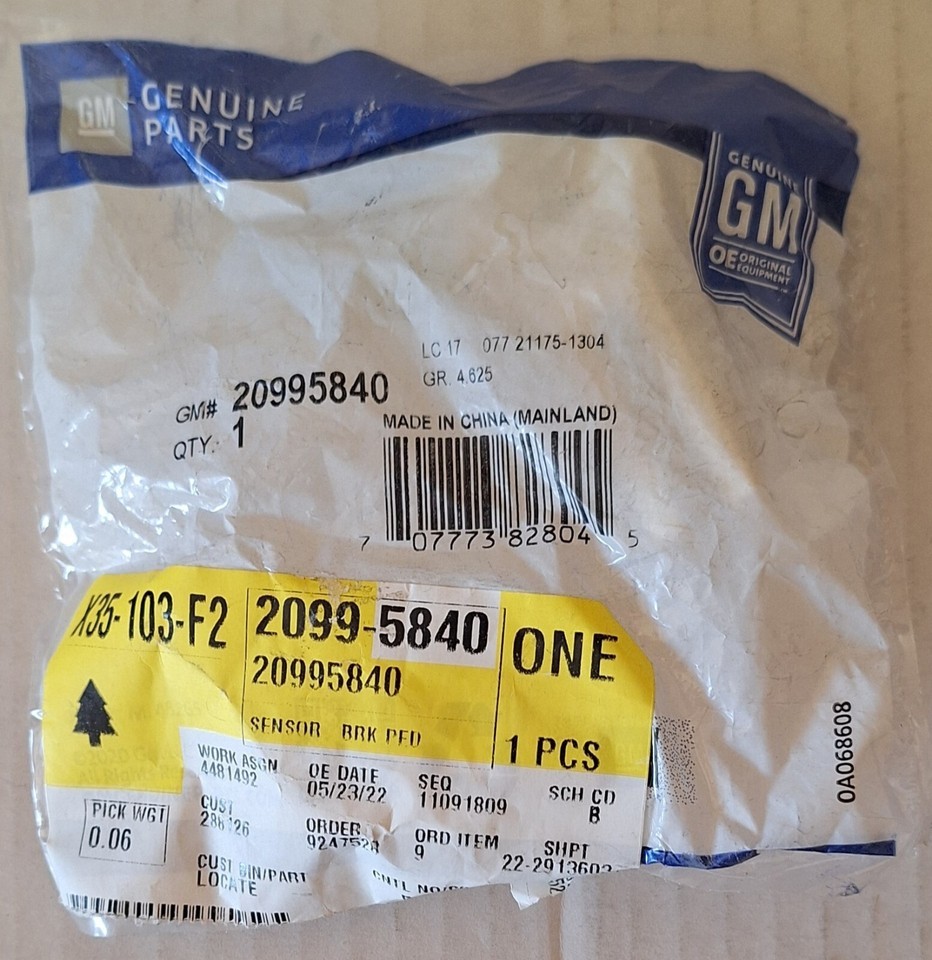 GM GENUINE
PARTS
GENUINE
GM
OE ORIGINAL
EQUIPMENT
LC 17 077 21175-1304
GR. 4.625
GM# 20995840
QTY.: 1
MADE IN CHINA (MAINLAND)
7 07773 82804 5
X35-103-F2
2099-5840
ONE
20995840
SENSOR BRK PED
1 PCS
WORK ASGN
4481492
OE DATE
05/23/22
SEQ
11091809
SCH CD
B
PICK WGT
0.06
CUST
ORDER
ORD ITEM
9
SHPT
CUST BIN/PART
LOCATE
0A068608